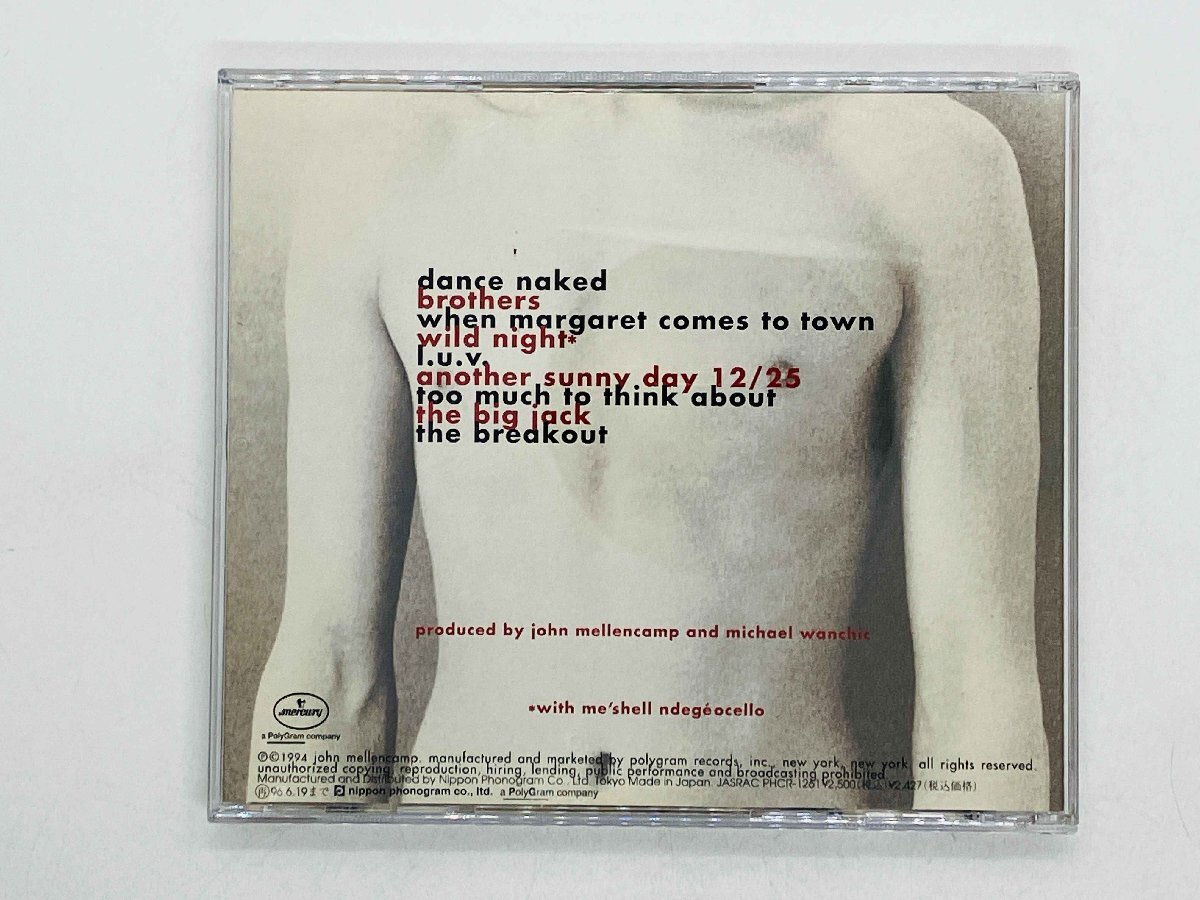 dance naked
brothers
when margaret comes to town
wild night*
l.u.v.
another sunny day 12/25
too much to think about
the big jack
the breakout
produced by john mellencamp and michael wanchic
*with me'shell ndegéocello
mercury
a PolyGram company
℗©1994 john mellencamp. manufactured and marketed by polygram records, inc., new york, new york, all rights reserved.
unauthorized copying, reproduction, hiring, lending, public performance and broadcasting prohibited.
Manufactured and Distributed by Nippon Phonogram Co. Ltd. Tokyo Made in Japan. JASRAC PHCR-1281 ¥2,500(税込)¥2,427(税込価格)
96.6.19まで P nippon phonogram co., ltd. a PolyGram company